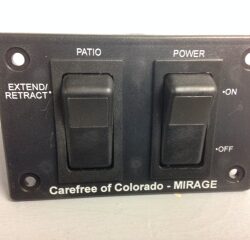 PATIO
POWER
EXTEND/
RETRACT•
•ON
•OFF
Carefree of Colorado - MIRAGE